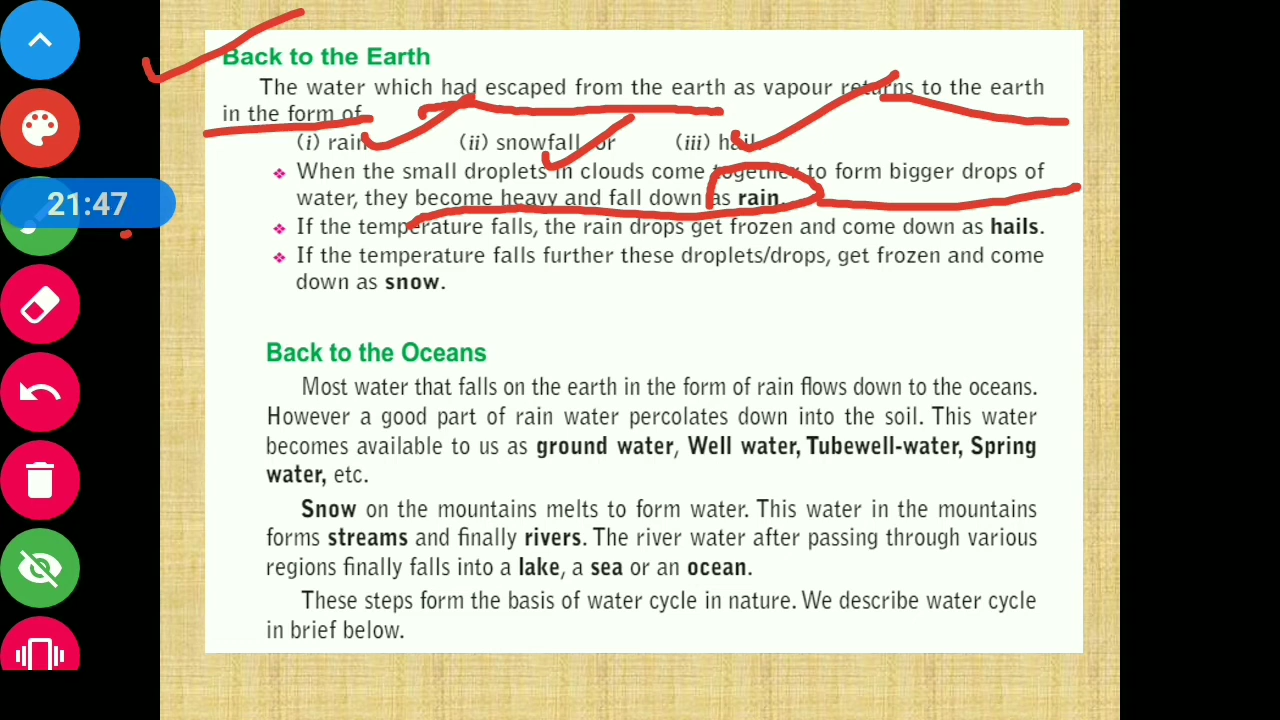 Back to the Earth
The water which had escaped from the earth as vapour returns to the earth
in the form of
(i) rain (ii) snowfall or (iii) hail.
❖ When the small droplets in clouds come together to form bigger drops of
water, they become heavy and fall down as rain.
21:47
❖ If the temperature falls, the rain drops get frozen and come down as hails.
❖ If the temperature falls further these droplets/drops, get frozen and come
down as snow.
Back to the Oceans
Most water that falls on the earth in the form of rain flows down to the oceans.
However a good part of rain water percolates down into the soil. This water
becomes available to us as ground water, Well water, Tubewell-water, Spring
water, etc.
Snow on the mountains melts to form water. This water in the mountains
forms streams and finally rivers. The river water after passing through various
regions finally falls into a lake, a sea or an ocean.
These steps form the basis of water cycle in nature. We describe water cycle
in brief below.